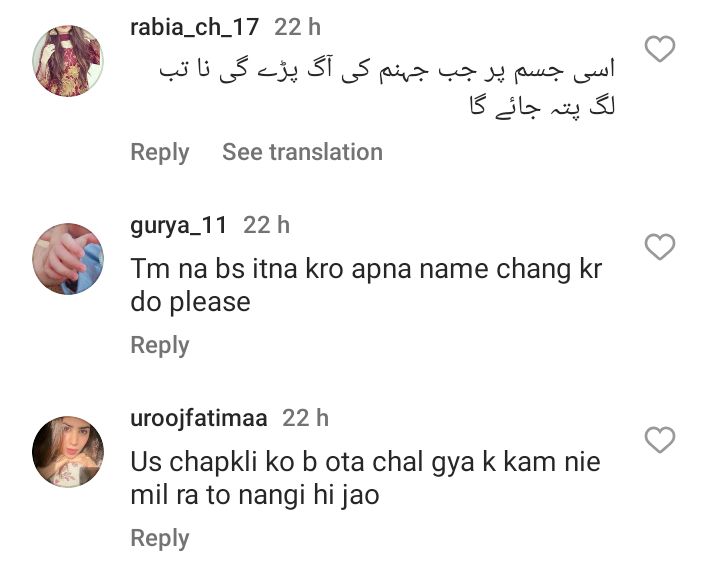 rabia_ch_17 22 h
اسی جسم پر جب جہنم کی آگ پڑے گی نا تب
لگ پتہ جائے گا
Reply See translation
gurya_11 22 h
Tm na bs itna kro apna name chang kr
do please
Reply
uroojfatimaa 22 h
Us chapkli ko b ota chal gya k kam nie
mil ra to nangi hi jao
Reply